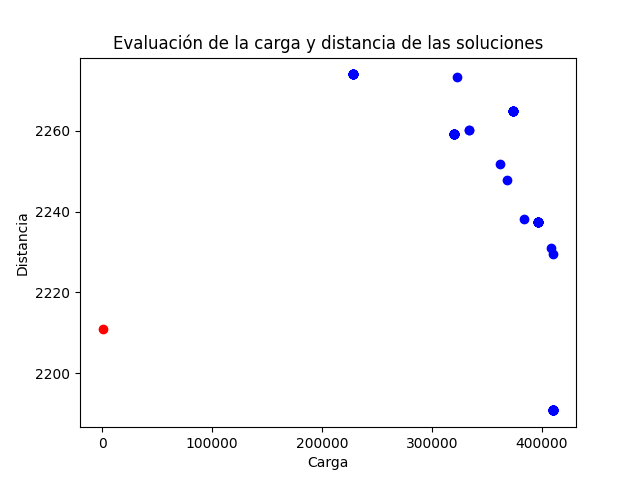 Evaluación de la carga y distancia de las soluciones
2260
2240
2220
2200
Distancia
0 100000 200000 300000 400000
Carga